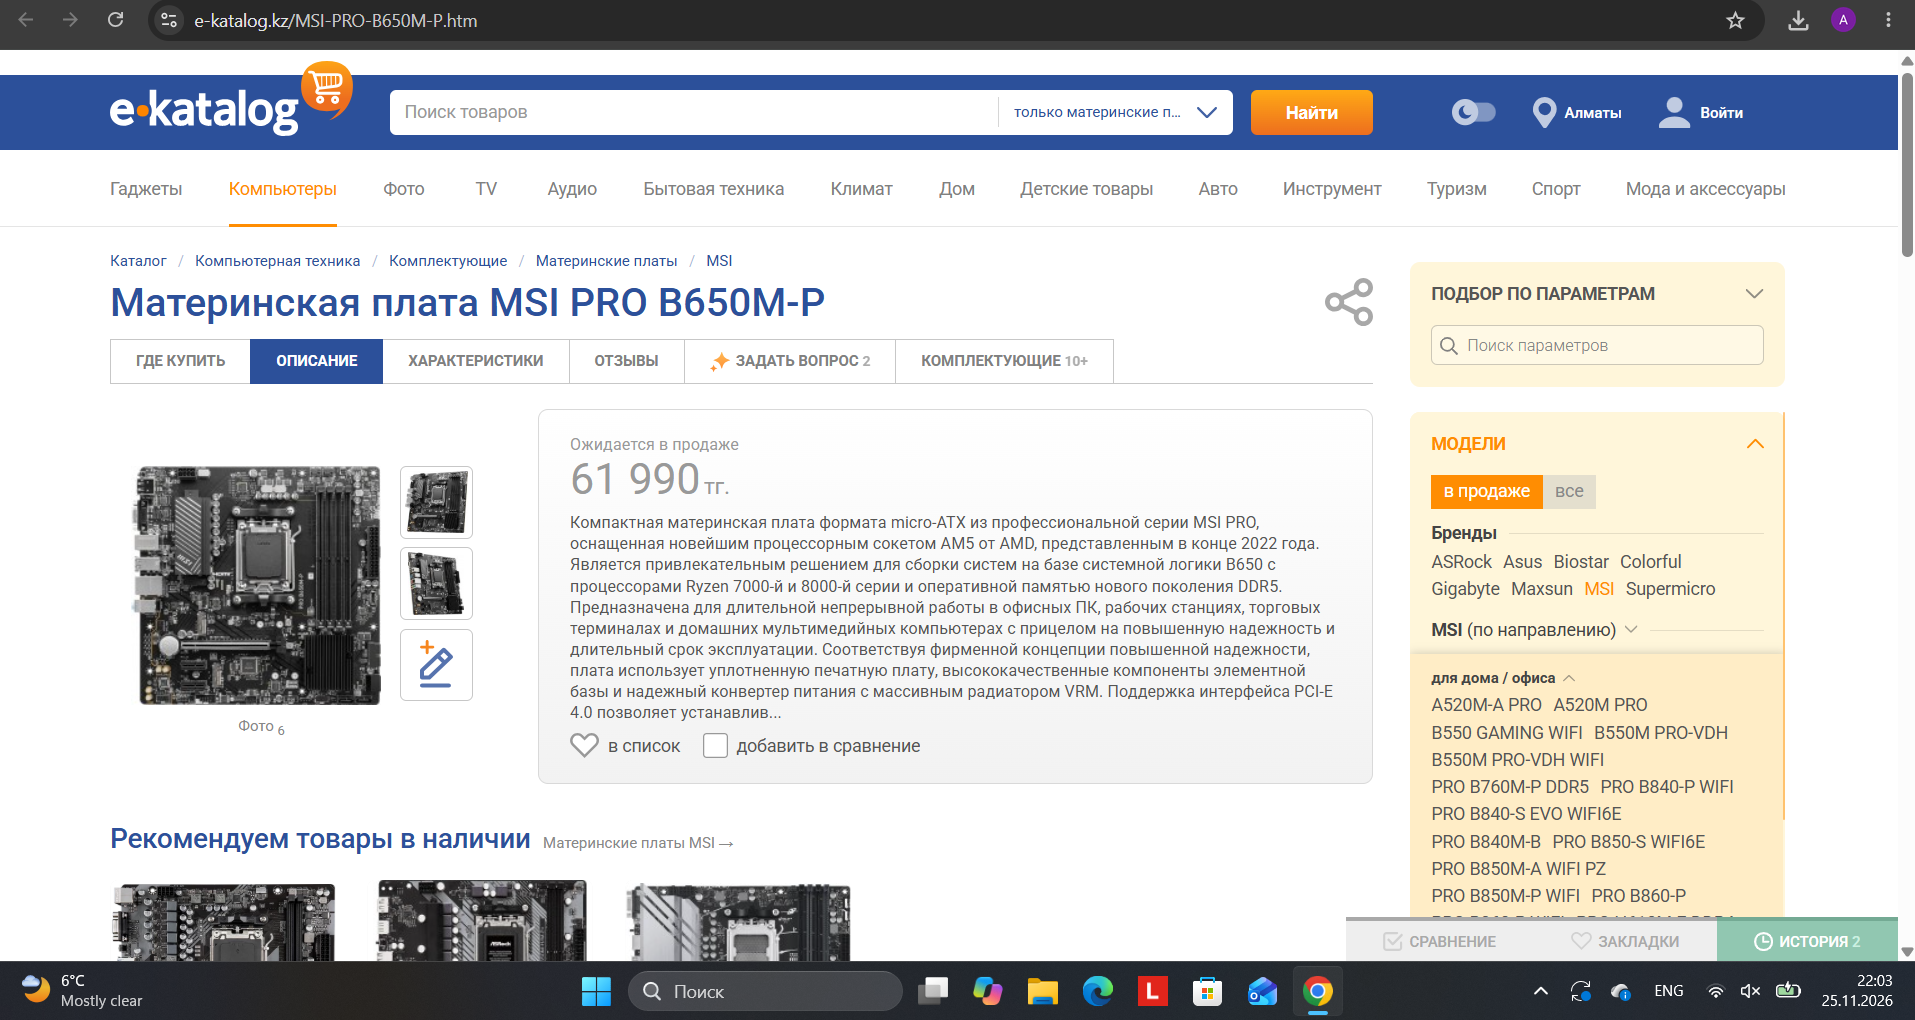 e-katalog.kz/MSI-PRO-B650M-P.htm
A
e-katalog
Поиск товаров
только материнские п...
Найти
Алматы
Войти
Гаджеты
Компьютеры
Фото
TV
Аудио
Бытовая техника
Климат
Дом
Детские товары
Авто
Инструмент
Туризм
Спорт
Мода и аксессуары
Каталог / Компьютерная техника / Комплектующие / Материнские платы / MSI
Материнская плата MSI PRO B650M-P
ГДЕ КУПИТЬ
ОПИСАНИЕ
ХАРАКТЕРИСТИКИ
ОТЗЫВЫ
ЗАДАТЬ ВОПРОС 2
КОМПЛЕКТУЮЩИЕ 10+
Фото 6
Ожидается в продаже
61 990 тг.
Компактная материнская плата формата micro-ATX из профессиональной серии MSI PRO,
оснащенная новейшим процессорным сокетом AM5 от AMD, представленным в конце 2022 года.
Является привлекательным решением для сборки систем на базе системной логики B650 с
процессорами Ryzen 7000-й и 8000-й серии и оперативной памятью нового поколения DDR5.
Предназначена для длительной непрерывной работы в офисных ПК, рабочих станциях, торговых
терминалах и домашних мультимедийных компьютерах с прицелом на повышенную надежность и
длительный срок эксплуатации. Соответствуя фирменной концепции повышенной надежности,
плата использует уплотненную печатную плату, высококачественные компоненты элементной
базы и надежный конвертер питания с массивным радиатором VRM. Поддержка интерфейса PCI-E
4.0 позволяет устанавлив...
в список
добавить в сравнение
Рекомендуем товары в наличии
Материнские платы MSI→
ПОДБОР ПО ПАРАМЕТРАМ
Поиск параметров
МОДЕЛИ
в продаже
все
Бренды
ASRock Asus Biostar Colorful
Gigabyte Maxsun MSI Supermicro
MSI (по направлению)
для дома / офиса
A520M-A PRO A520M PRO
B550 GAMING WIFI B550M PRO-VDH
B550M PRO-VDH WIFI
PRO B760M-P DDR5 PRO B840-P WIFI
PRO B840-S EVO WIFI6E
PRO B840M-B PRO B850-S WIFI6E
PRO B850M-A WIFI PZ
PRO B850M-P WIFI PRO B860-P
СРАВНЕНИЕ
ЗАКЛАДКИ
ИСТОРИЯ 2
6°C
Mostly clear
Поиск
L
ENG
22:03
25.11.2026